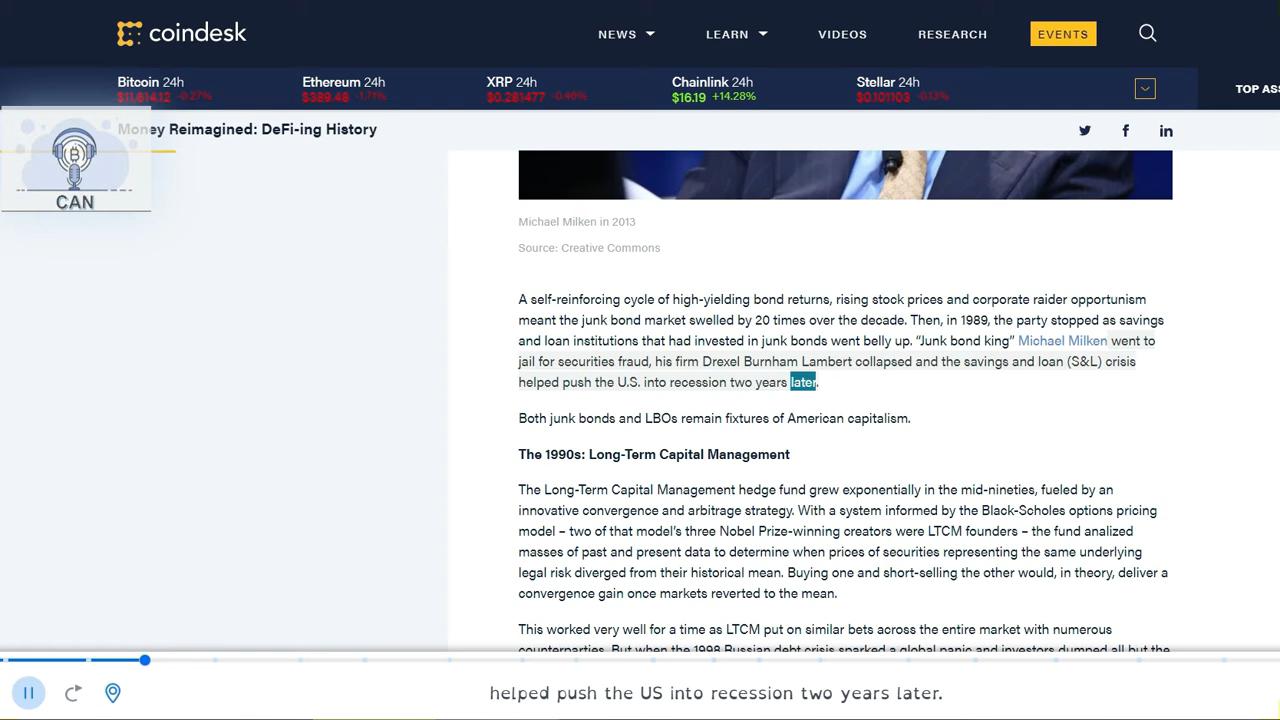 coindesk
NEWS
LEARN
VIDEOS
RESEARCH
EVENTS
Bitcoin 24h
$11,614.12 -0.27%
Ethereum 24h
$389.48 -1.71%
XRP 24h
$0.281477 -0.46%
Chainlink 24h
$16.19 +14.28%
Stellar 24h
$0.101103 -0.13%
TOP ASS
Money Reimagined: DeFi-ing History
CAN
Michael Milken in 2013
Source: Creative Commons
A self-reinforcing cycle of high-yielding bond returns, rising stock prices and corporate raider opportunism
meant the junk bond market swelled by 20 times over the decade. Then, in 1989, the party stopped as savings
and loan institutions that had invested in junk bonds went belly up. “Junk bond king” Michael Milken went to
jail for securities fraud, his firm Drexel Burnham Lambert collapsed and the savings and loan (S&L) crisis
helped push the U.S. into recession two years later.
Both junk bonds and LBOs remain fixtures of American capitalism.
The 1990s: Long-Term Capital Management
The Long-Term Capital Management hedge fund grew exponentially in the mid-nineties, fueled by an
innovative convergence and arbitrage strategy. With a system informed by the Black-Scholes options pricing
model – two of that model’s three Nobel Prize-winning creators were LTCM founders – the fund analized
masses of past and present data to determine when prices of securities representing the same underlying
legal risk diverged from their historical mean. Buying one and short-selling the other would, in theory, deliver a
convergence gain once markets reverted to the mean.
This worked very well for a time as LTCM put on similar bets across the entire market with numerous
counterparties. But when the 1998 Russian debt crisis sparked a global panic and investors dumped all but the
helped push the US into recession two years later.